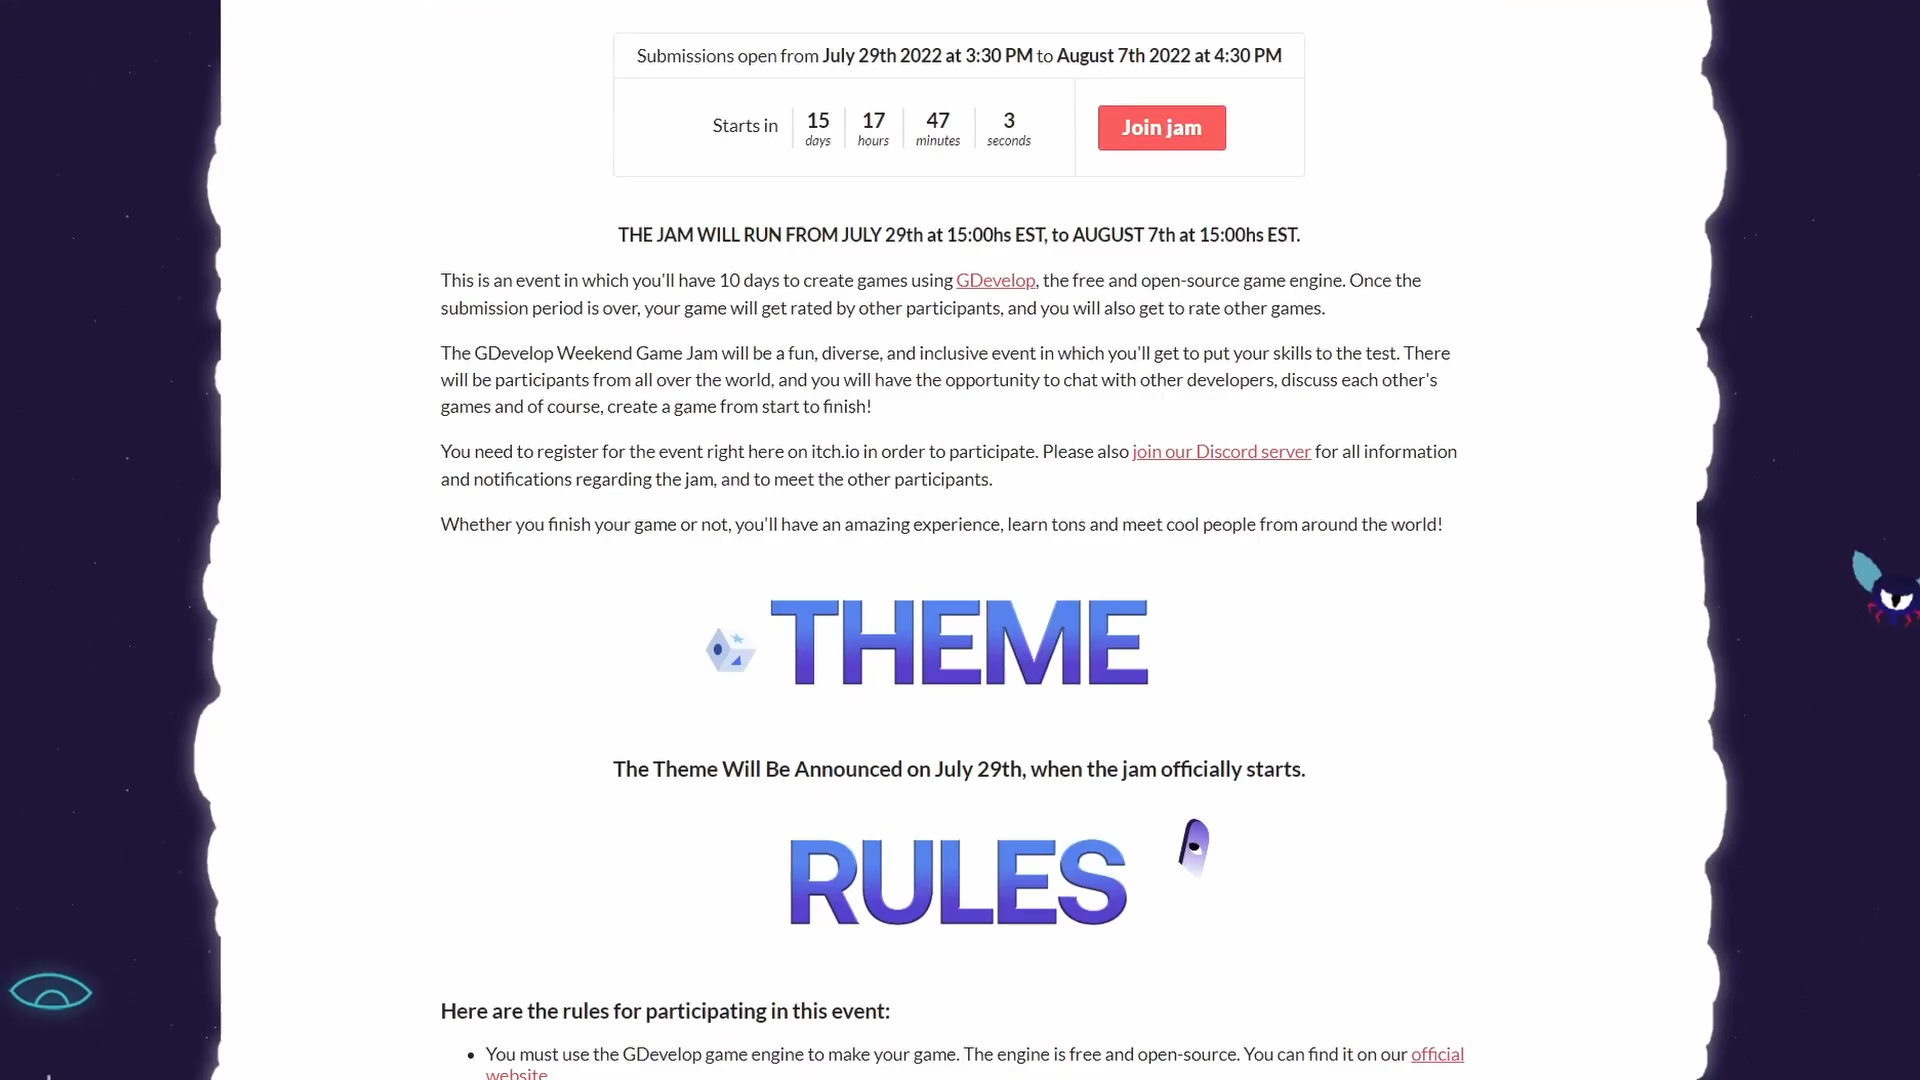 Submissions open from July 29th 2022 at 3:30 PM to August 7th 2022 at 4:30 PM
Starts in 15 days 17 hours 47 minutes 3 seconds
Join jam
THE JAM WILL RUN FROM JULY 29th at 15:00hs EST, to AUGUST 7th at 15:00hs EST.
This is an event in which you'll have 10 days to create games using GDevelop, the free and open-source game engine. Once the
submission period is over, your game will get rated by other participants, and you will also get to rate other games.
The GDevelop Weekend Game Jam will be a fun, diverse, and inclusive event in which you'll get to put your skills to the test. There
will be participants from all over the world, and you will have the opportunity to chat with other developers, discuss each other's
games and of course, create a game from start to finish!
You need to register for the event right here on itch.io in order to participate. Please also join our Discord server for all information
and notifications regarding the jam, and to meet the other participants.
Whether you finish your game or not, you'll have an amazing experience, learn tons and meet cool people from around the world!
THEME
The Theme Will Be Announced on July 29th, when the jam officially starts.
RULES
Here are the rules for participating in this event:
• You must use the GDevelop game engine to make your game. The engine is free and open-source. You can find it on our official
website.